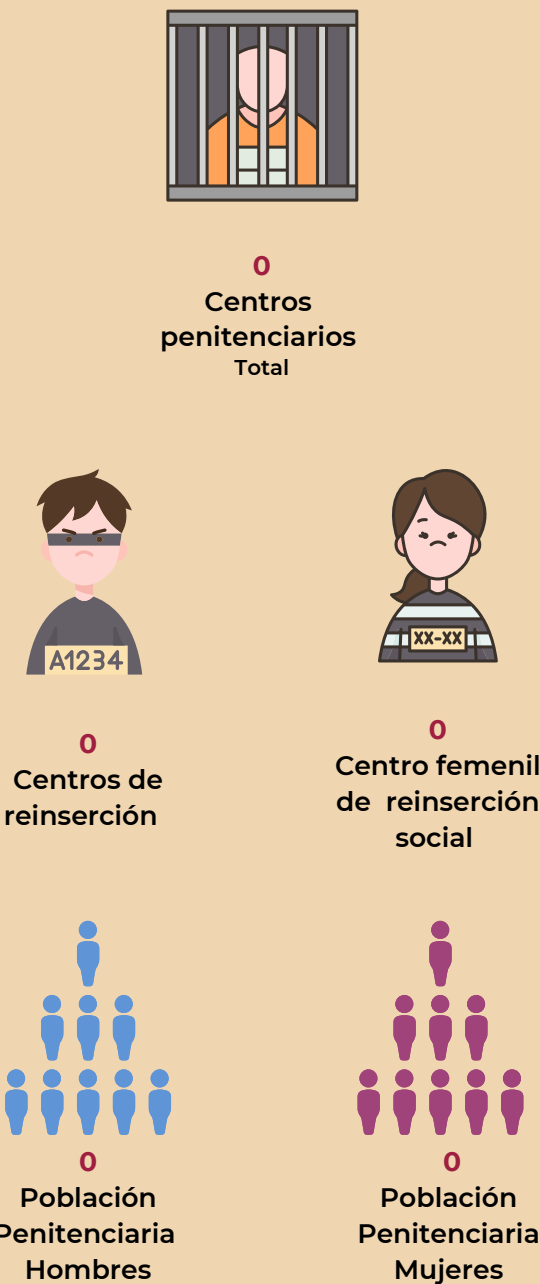 0
Centros
penitenciarios
Total
A1234
0
Centros de
reinserción
XX-XX
0
Centro femenil
de reinserción
social
0
Población
Penitenciaria
Hombres
0
Población
Penitenciaria
Mujeres